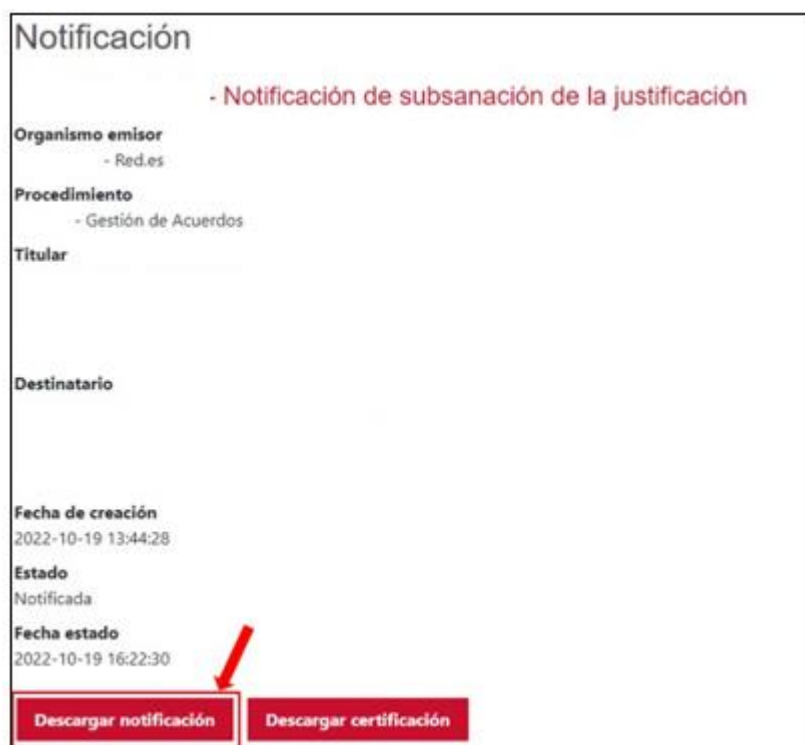 Notificación
- Notificación de subsanación de la justificación
Organismo emisor
- Red.es
Procedimiento
- Gestión de Acuerdos
Titular
Destinatario
Fecha de creación
2022-10-19 13:44:28
Estado
Notificada
Fecha estado
2022-10-19 16:22:30
Descargar notificación Descargar certificación